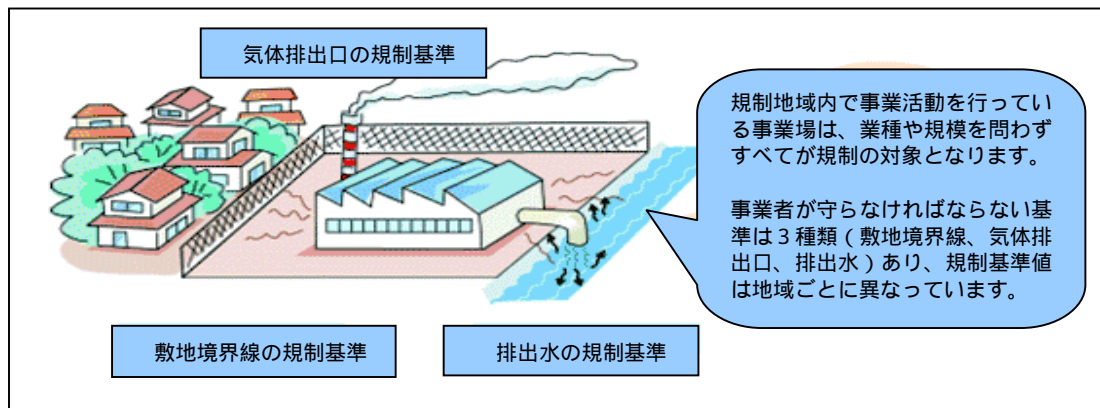 気体排出口の規制基準
規制地域内で事業活動を行ってい
る事業場は、業種や規模を問わず
すべてが規制の対象となります。
事業者が守らなければならない基
準は3種類(敷地境界線、気体排
出口、排出水)あり、規制基準値
は地域ごとに異なっています。
敷地境界線の規制基準
排出水の規制基準